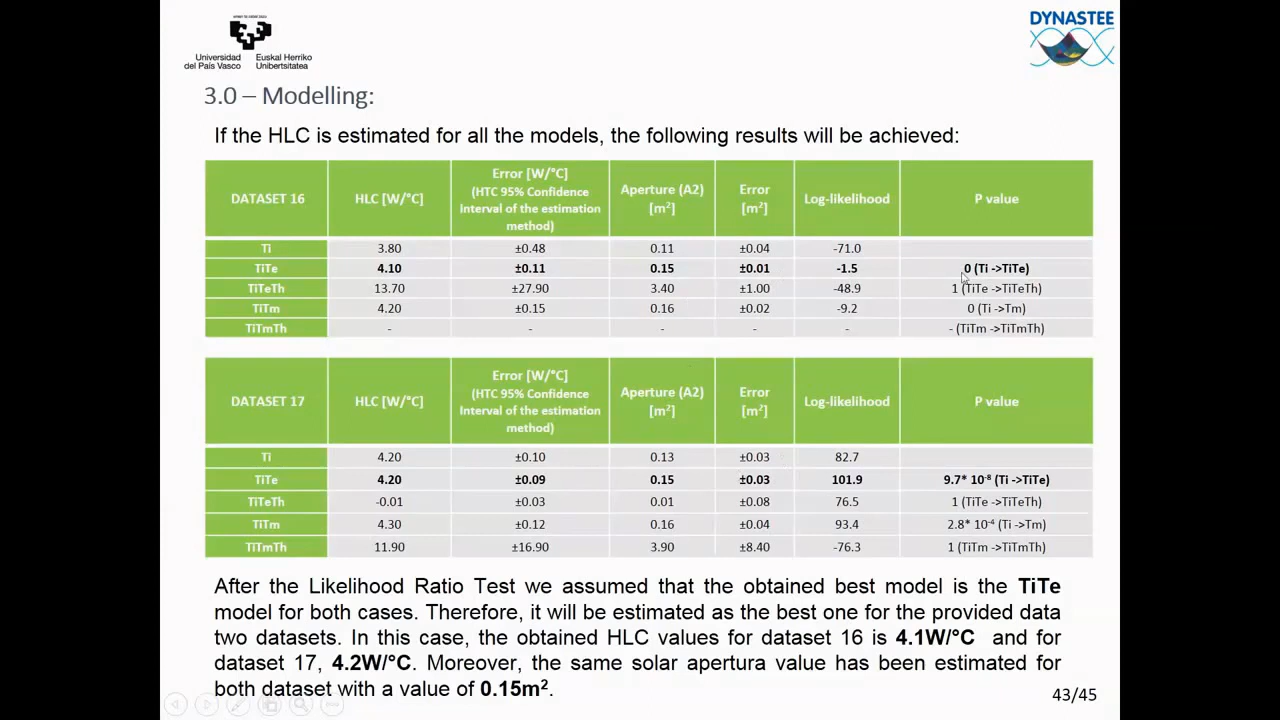 Universidad Euskal Herriko
del País Vasco Unibertsitatea
DYNASTEE
3.0 – Modelling:
If the HLC is estimated for all the models, the following results will be achieved:
DATASET 16 HLC [W/°C] Error [W/°C] (HTC 95% Confidence Interval of the estimation method) Aperture (A2) [m²] Error [m²] Log-likelihood P value
Ti 3.80 ±0.48 0.11 ±0.04 -71.0
TiTe 4.10 ±0.11 0.15 ±0.01 -1.5 0 (Ti ->TiTe)
TiTeTh 13.70 ±27.90 3.40 ±1.00 -48.9 1 (TiTe ->TiTeTh)
TiTm 4.20 ±0.15 0.16 ±0.02 -9.2 0 (Ti ->Tm)
TiTmTh - - - - - - (TiTm ->TiTmTh)
DATASET 17 HLC [W/°C] Error [W/°C] (HTC 95% Confidence Interval of the estimation method) Aperture (A2) [m²] Error [m²] Log-likelihood P value
Ti 4.20 ±0.10 0.13 ±0.03 82.7
TiTe 4.20 ±0.09 0.15 ±0.03 101.9 9.7* 10⁻⁸ (Ti ->TiTe)
TiTeTh -0.01 ±0.03 0.01 ±0.08 76.5 1 (TiTe ->TiTeTh)
TiTm 4.30 ±0.12 0.16 ±0.04 93.4 2.8* 10⁻⁴ (Ti ->Tm)
TiTmTh 11.90 ±16.90 3.90 ±8.40 -76.3 1 (TiTm ->TiTmTh)
After the Likelihood Ratio Test we assumed that the obtained best model is the TiTe
model for both cases. Therefore, it will be estimated as the best one for the provided data
two datasets. In this case, the obtained HLC values for dataset 16 is 4.1W/°C and for
dataset 17, 4.2W/°C. Moreover, the same solar apertura value has been estimated for
both dataset with a value of 0.15m².
43/45